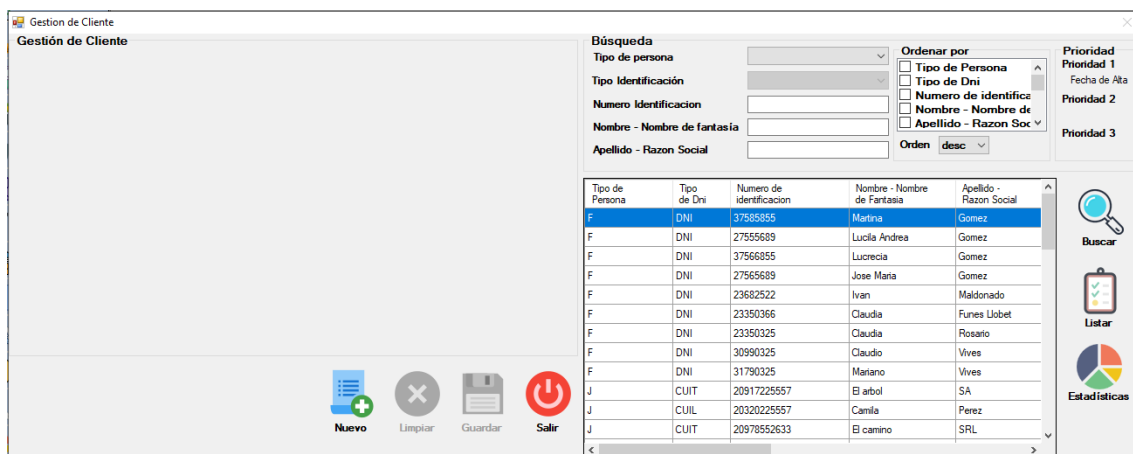 Gestion de Cliente
Gestión de Cliente
Búsqueda
Tipo de persona
Tipo Identificación
Numero Identificacion
Nombre - Nombre de fantasía
Apellido - Razon Social
Ordenar por
Tipo de Persona
Tipo de Dni
Numero de identifica
Nombre - Nombre de
Apellido - Razon Soc
Orden desc
Prioridad
Prioridad 1
Fecha de Alta
Prioridad 2
Prioridad 3
Tipo de Persona Tipo de Dni Numero de identificacion Nombre - Nombre de Fantasia Apellido - Razon Social
F DNI 37585855 Martina Gomez
F DNI 27555689 Lucila Andrea Gomez
F DNI 37566855 Lucrecia Gomez
F DNI 27565689 Jose Maria Gomez
F DNI 23682522 Ivan Maldonado
F DNI 23350366 Claudia Funes Llobet
F DNI 23350325 Claudia Rosario
F DNI 30990325 Claudio Vives
F DNI 31790325 Mariano Vives
J CUIT 20917225557 El arbol SA
J CUIL 20320225557 Camila Perez
J CUIT 20978552633 El camino SRL
Buscar
Listar
Estadísticas
Nuevo
Limpiar
Guardar
Salir